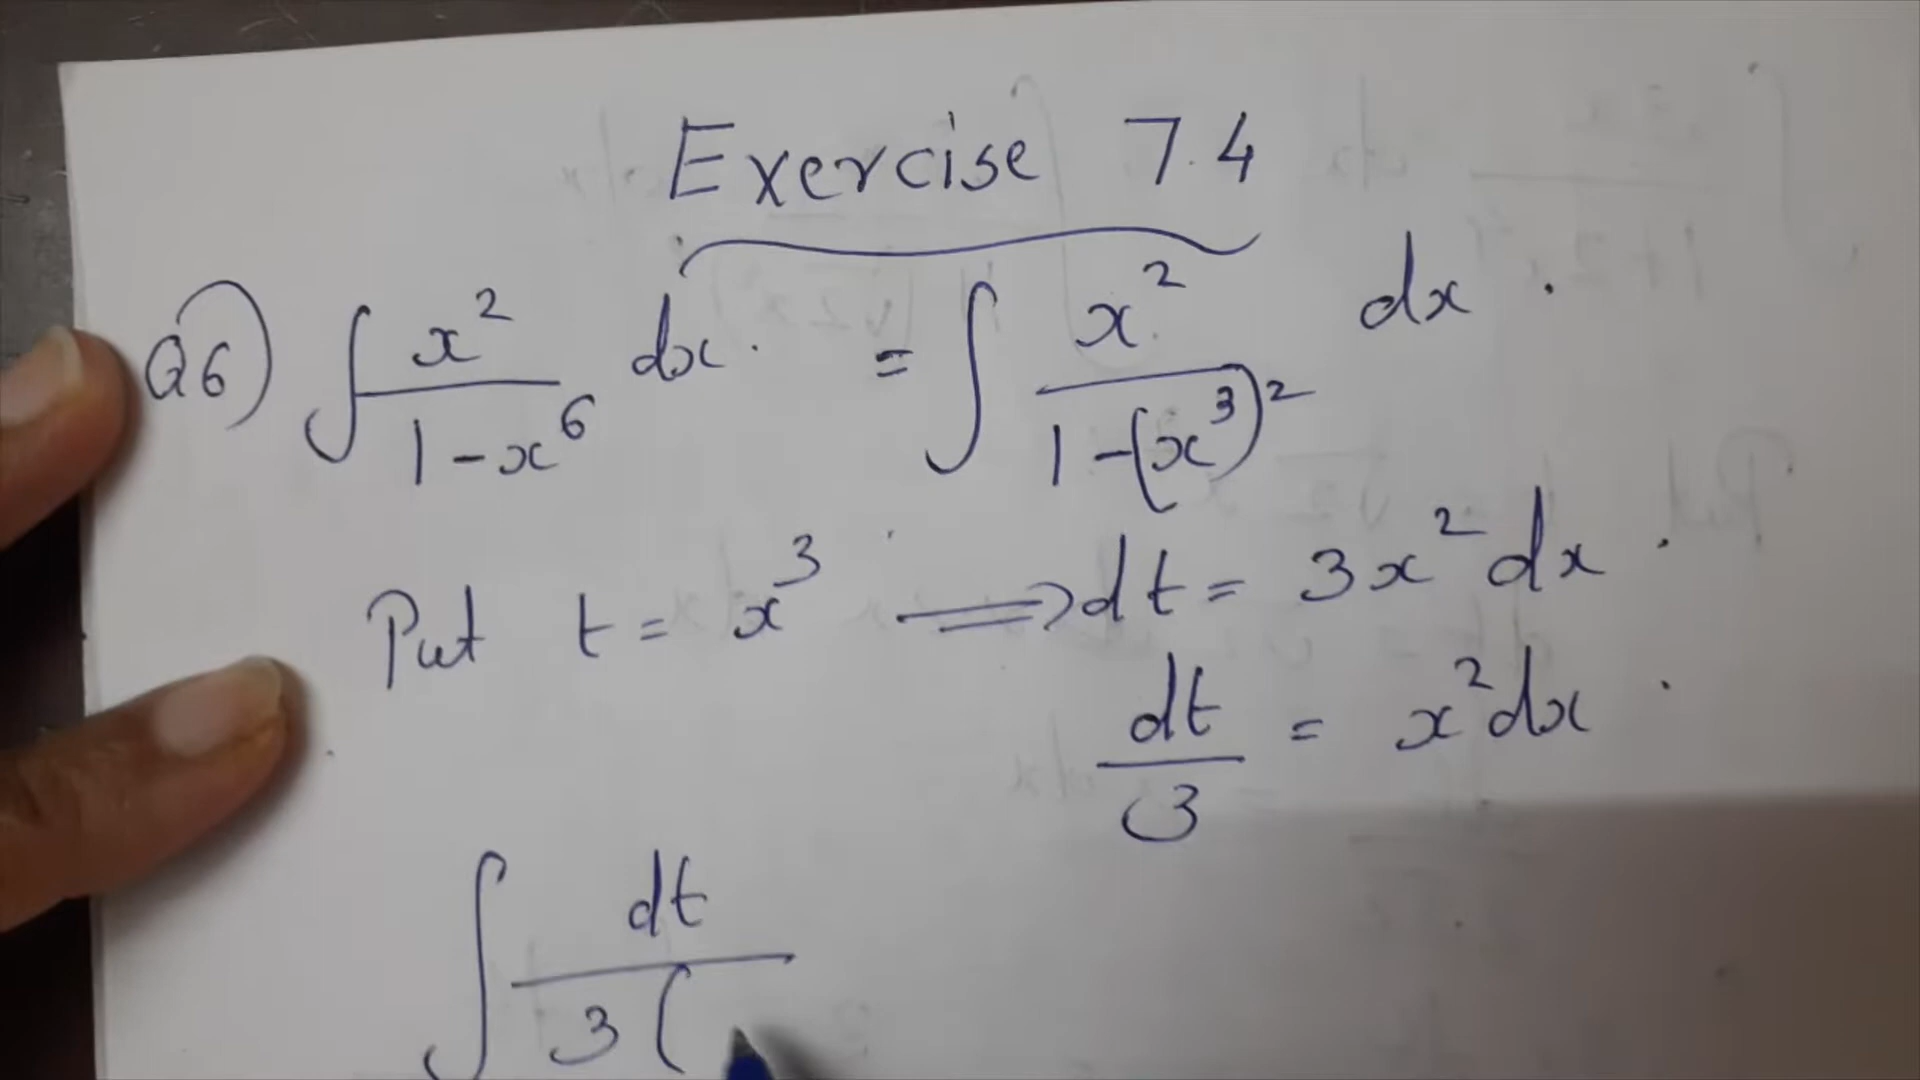 Exercise 7.4
Q6) ∫ x²/(1-x⁶) dx. = ∫ x²/(1-(x³)²) dx.
Put t = x³ ⟹ dt = 3x² dx.
dt/3 = x² dx.
∫ dt/3(